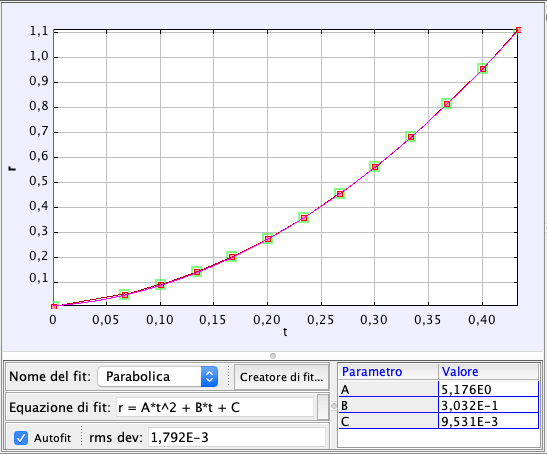 1,1
1,0
0,9
0,8
0,7
0,6
0,5
0,4
0,3
0,2
0,1
r
0 0,05 0,10 0,15 0,20 0,25 0,30 0,35 0,40
t
Nome del fit: Parabolica Creatore di fit...
Equazione di fit: r = A*t^2 + B*t + C
Autofit rms dev: 1,792E-3
Parametro Valore
A 5,176E0
B 3,032E-1
C 9,531E-3